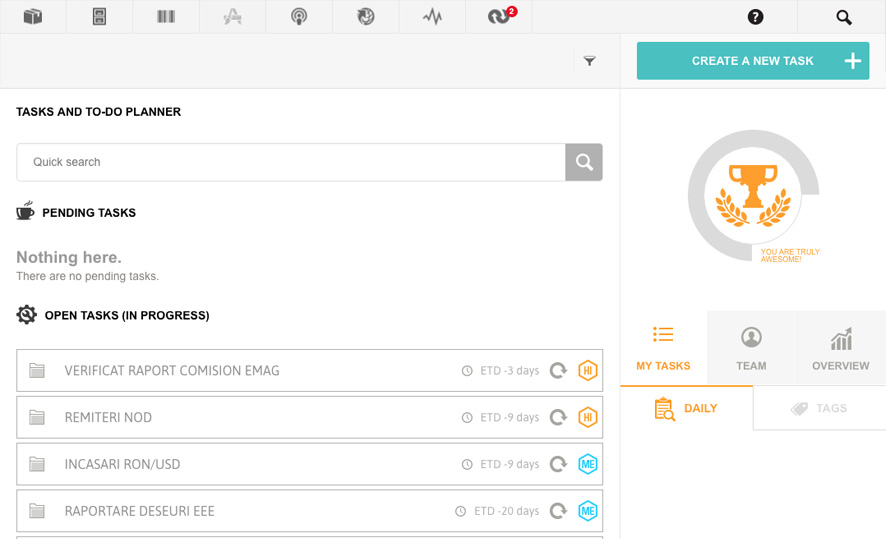 2
CREATE A NEW TASK
TASKS AND TO-DO PLANNER
Quick search
PENDING TASKS
Nothing here.
There are no pending tasks.
OPEN TASKS (IN PROGRESS)
VERIFICAT RAPORT COMISION EMAG ETD -3 days HI
REMITERI NOD ETD -9 days HI
INCASARI RON/USD ETD -9 days ME
RAPORTARE DESEURI EEE ETD -20 days ME
YOU ARE TRULY
AWESOME!
MY TASKS TEAM OVERVIEW
DAILY TAGS